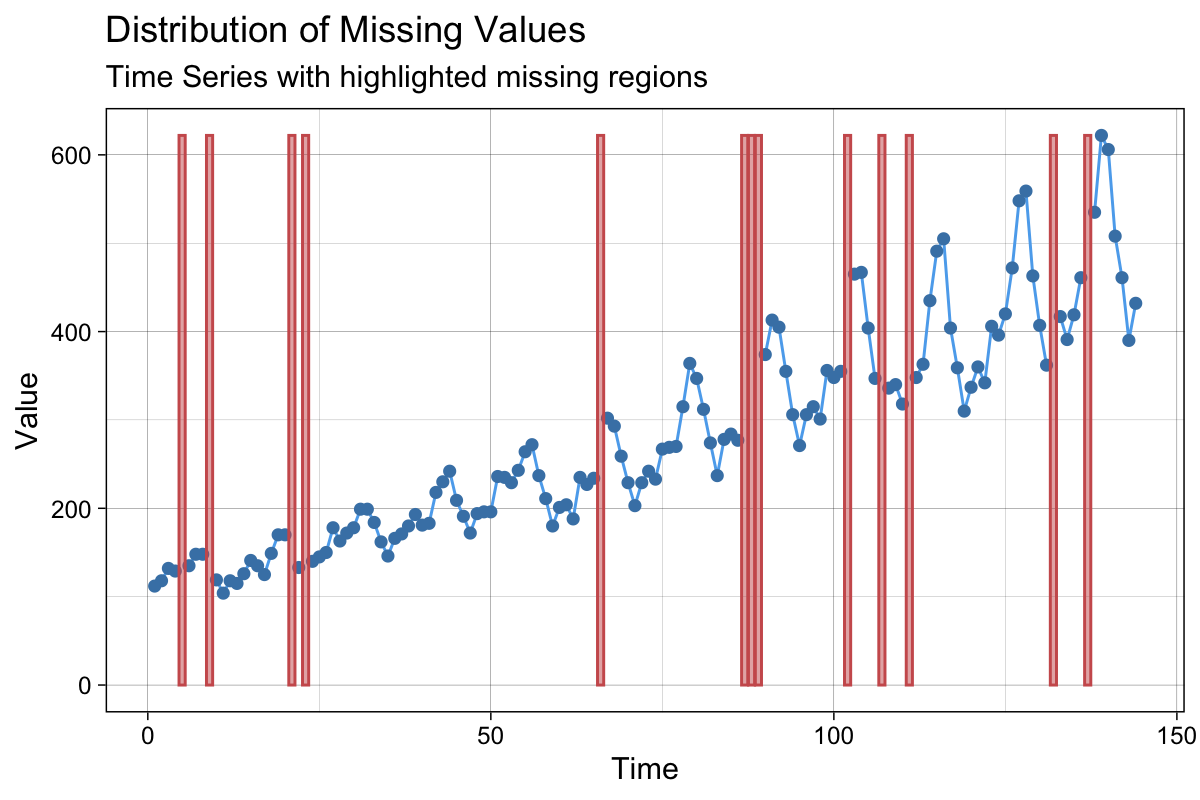 Distribution of Missing Values
Time Series with highlighted missing regions
600
400
200
0
Value
0 50 100 150
Time